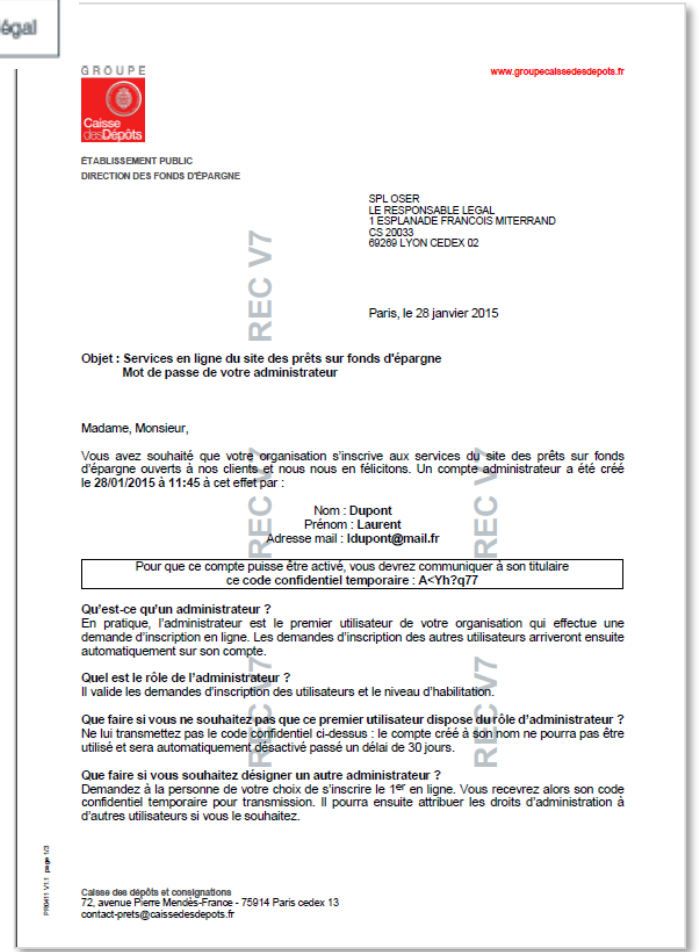 égal
GROUPE
www.groupecaissedesdepots.fr
Caisse
desDépôts
ÉTABLISSEMENT PUBLIC
DIRECTION DES FONDS D'ÉPARGNE
SPL OSER
LE RESPONSABLE LEGAL
1 ESPLANADE FRANCOIS MITERRAND
CS 20033
69269 LYON CEDEX 02
REC V7
Paris, le 28 janvier 2015
Objet : Services en ligne du site des prêts sur fonds d'épargne
Mot de passe de votre administrateur
Madame, Monsieur,
Vous avez souhaité que votre organisation s'inscrive aux services du site des prêts sur fonds
d'épargne ouverts à nos clients et nous nous en félicitons. Un compte administrateur a été créé
le 28/01/2015 à 11:45 à cet effet par :
REC V7
REC V7
Nom : Dupont
Prénom : Laurent
Adresse mail : ldupont@mail.fr
Pour que ce compte puisse être activé, vous devrez communiquer à son titulaire
ce code confidentiel temporaire : A<Yh?q77
Qu'est-ce qu'un administrateur ?
En pratique, l'administrateur est le premier utilisateur de votre organisation qui effectue une
demande d'inscription en ligne. Les demandes d'inscription des autres utilisateurs arriveront ensuite
automatiquement sur son compte.
Quel est le rôle de l'administrateur ?
Il valide les demandes d'inscription des utilisateurs et le niveau d'habilitation.
REC V7
REC V7
Que faire si vous ne souhaitez pas que ce premier utilisateur dispose du rôle d'administrateur ?
Ne lui transmettez pas le code confidentiel ci-dessus : le compte créé à son nom ne pourra pas être
utilisé et sera automatiquement désactivé passé un délai de 30 jours.
Que faire si vous souhaitez désigner un autre administrateur ?
Demandez à la personne de votre choix de s'inscrire le 1er en ligne. Vous recevrez alors son code
confidentiel temporaire pour transmission. Il pourra ensuite attribuer les droits d'administration à
d'autres utilisateurs si vous le souhaitez.
PR0411 V1.1 page 1/3
Caisse des dépôts et consignations
72, avenue Pierre Mendès-France - 75914 Paris cedex 13
contact-prets@caissedesdepots.fr